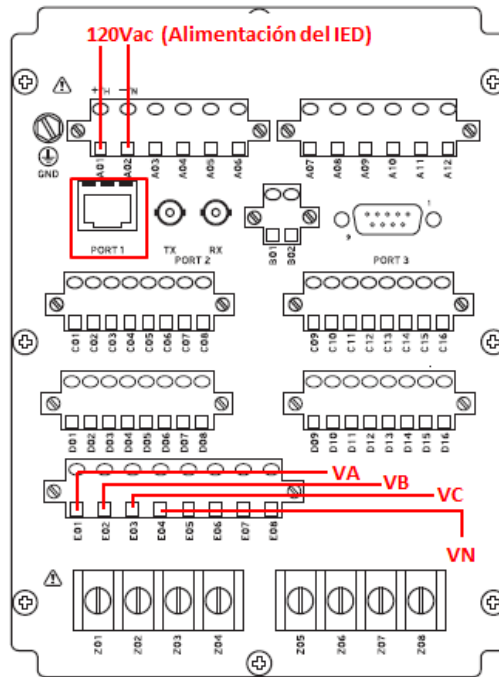 120Vac (Alimentación del IED)
+/H -/N
GND
A01 A02 A03 A04 A05 A06
A07 A08 A09 A10 A11 A12
PORT 1
TX RX
PORT 2
B01 B02
9 1
PORT 3
C01 C02 C03 C04 C05 C06 C07 C08
C09 C10 C11 C12 C13 C14 C15 C16
D01 D02 D03 D04 D05 D06 D07 D08
D09 D10 D11 D12 D13 D14 D15 D16
VA
VB
VC
VN
E01 E02 E03 E04 E05 E06 E07 E08
Z01 Z02 Z03 Z04
Z05 Z06 Z07 Z08